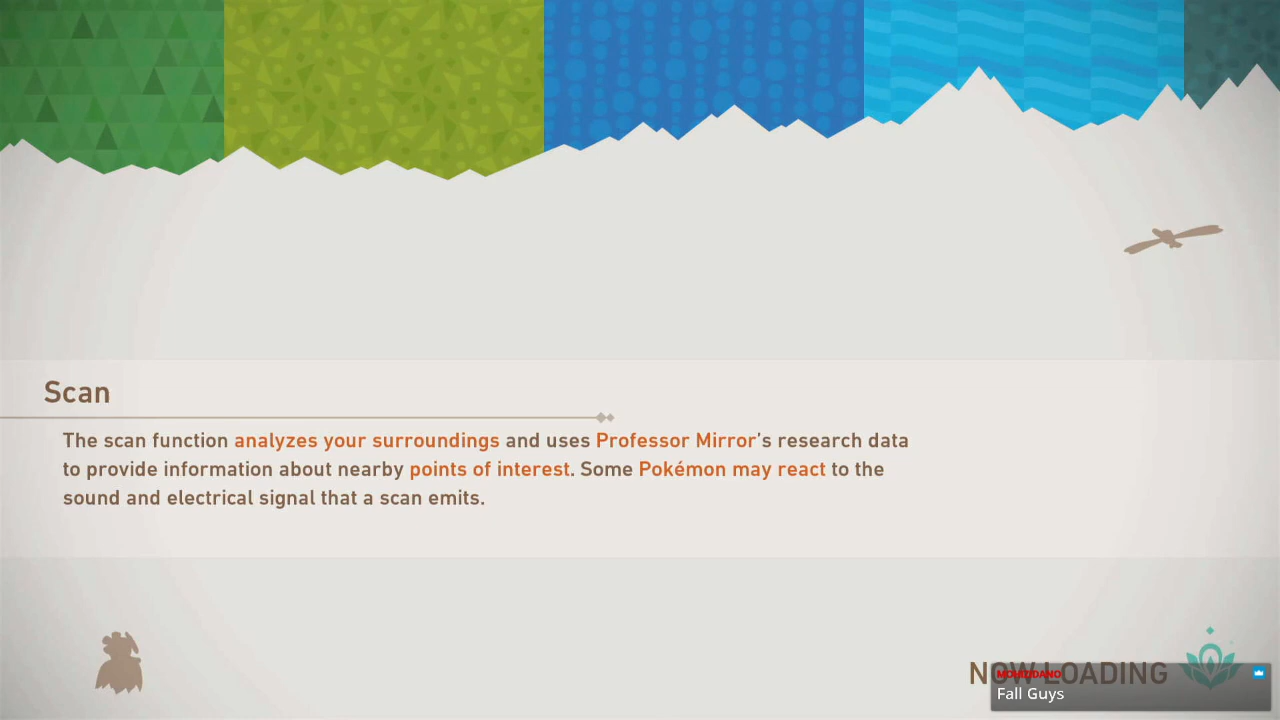 Scan
The scan function analyzes your surroundings and uses Professor Mirror's research data
to provide information about nearby points of interest. Some Pokémon may react to the
sound and electrical signal that a scan emits.
NOW LOADING
Fall Guys